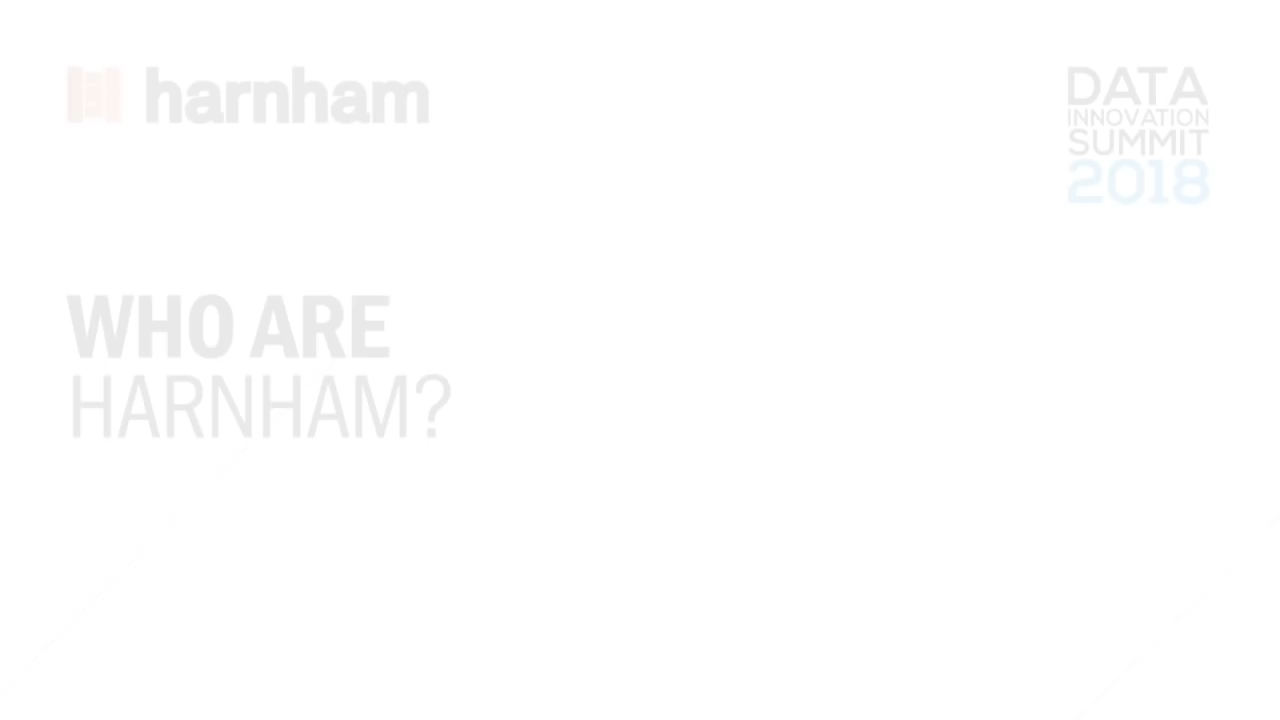 harnham
DATA
INNOVATION
SUMMIT
2018
WHO ARE
HARNHAM?